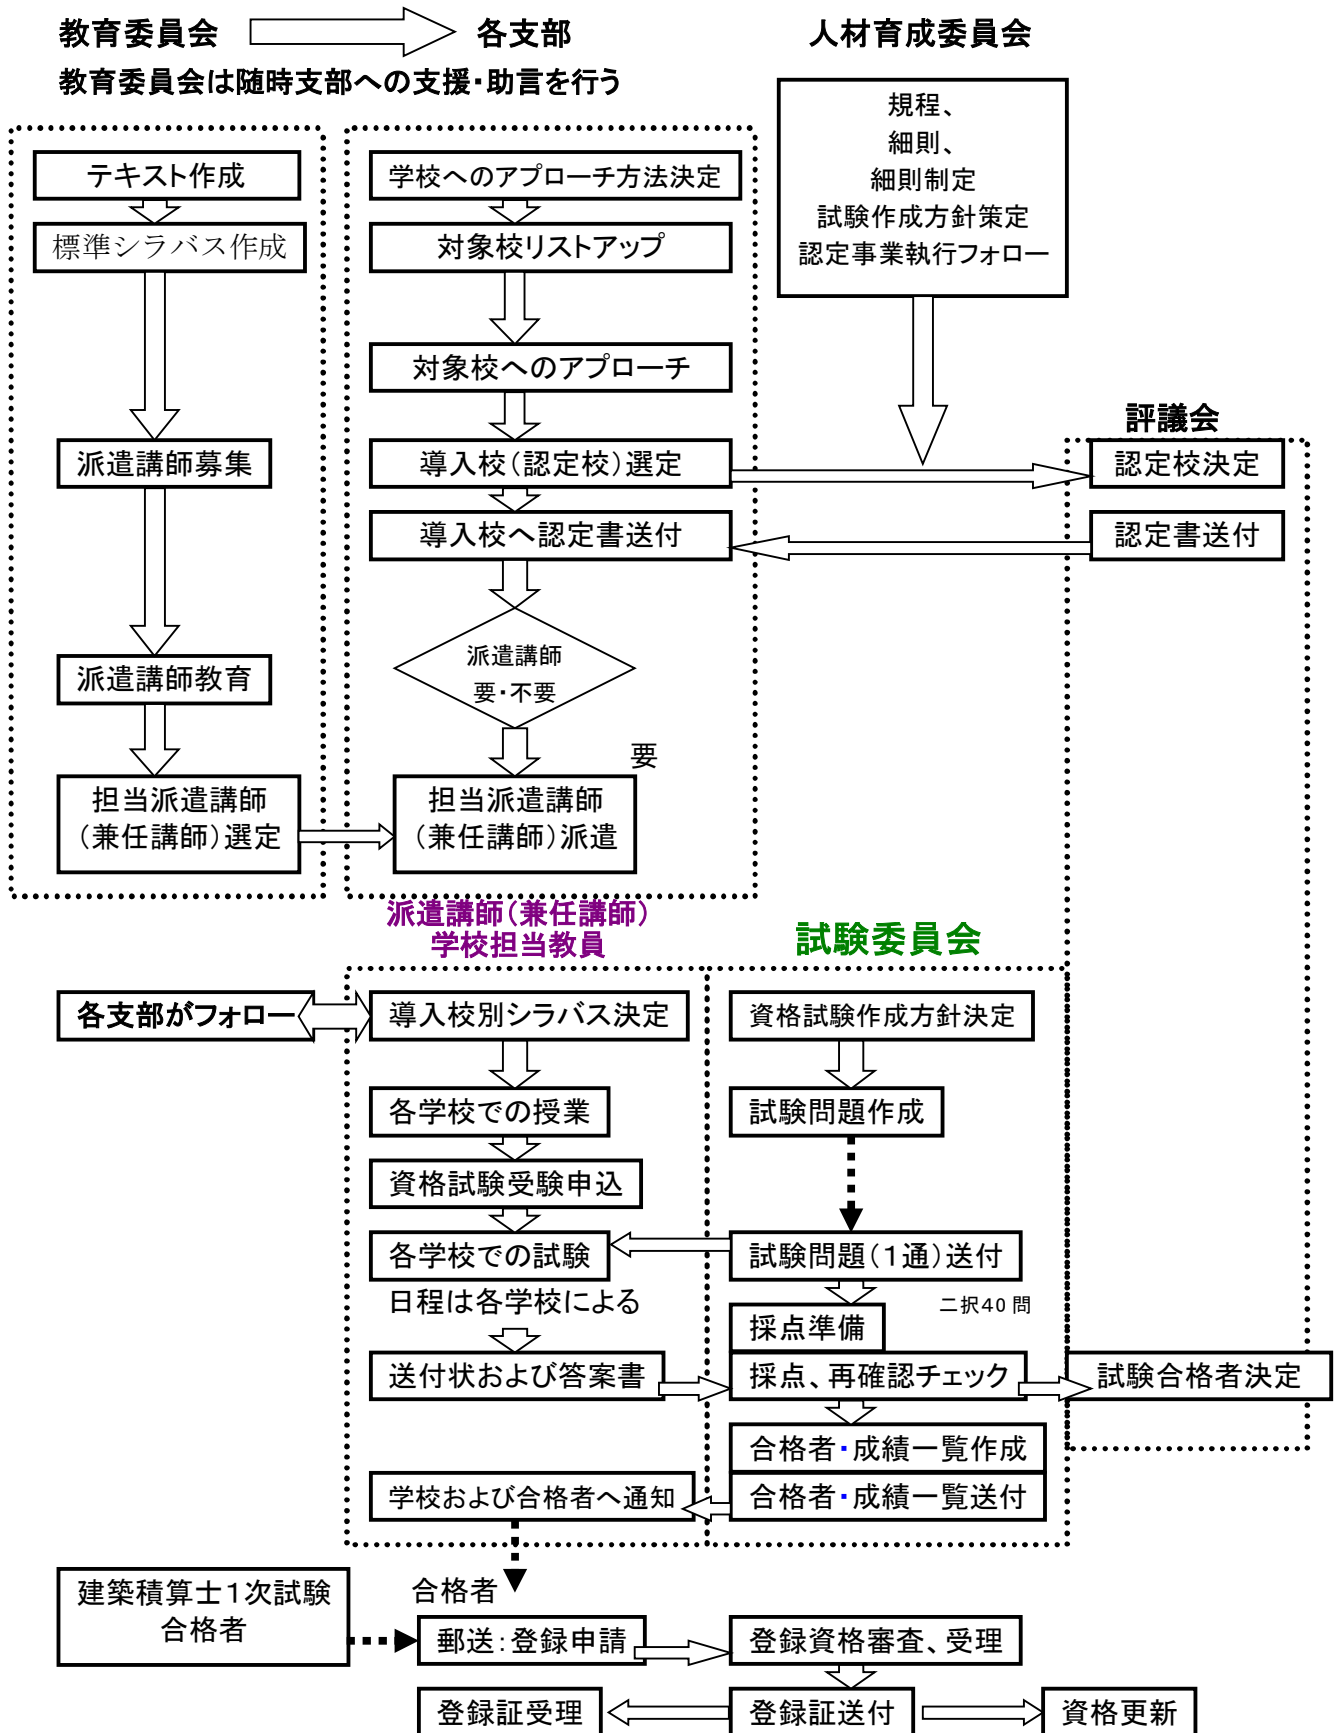 教育委員会
各支部
人材育成委員会
教育委員会は随時支部への支援・助言を行う
規程、
細則、
細則制定
試験作成方針策定
認定事業執行フォロー
テキスト作成
標準シラバス作成
派遣講師募集
派遣講師教育
担当派遣講師
（兼任講師）選定
学校へのアプローチ方法決定
対象校リストアップ
対象校へのアプローチ
導入校（認定校）選定
導入校へ認定書送付
派遣講師
要・不要
要
担当派遣講師
（兼任講師）派遣
評議会
認定校決定
認定書送付
派遣講師（兼任講師）
学校担当教員
試験委員会
各支部がフォロー
導入校別シラバス決定
各学校での授業
資格試験受験申込
各学校での試験
日程は各学校による
送付状および答案書
学校および合格者へ通知
資格試験作成方針決定
試験問題作成
試験問題（１通）送付
二択４０問
採点準備
採点、再確認チェック
試験合格者決定
合格者・成績一覧作成
合格者・成績一覧送付
建築積算士１次試験
合格者
合格者
郵送：登録申請
登録資格審査、受理
登録証受理
登録証送付
資格更新